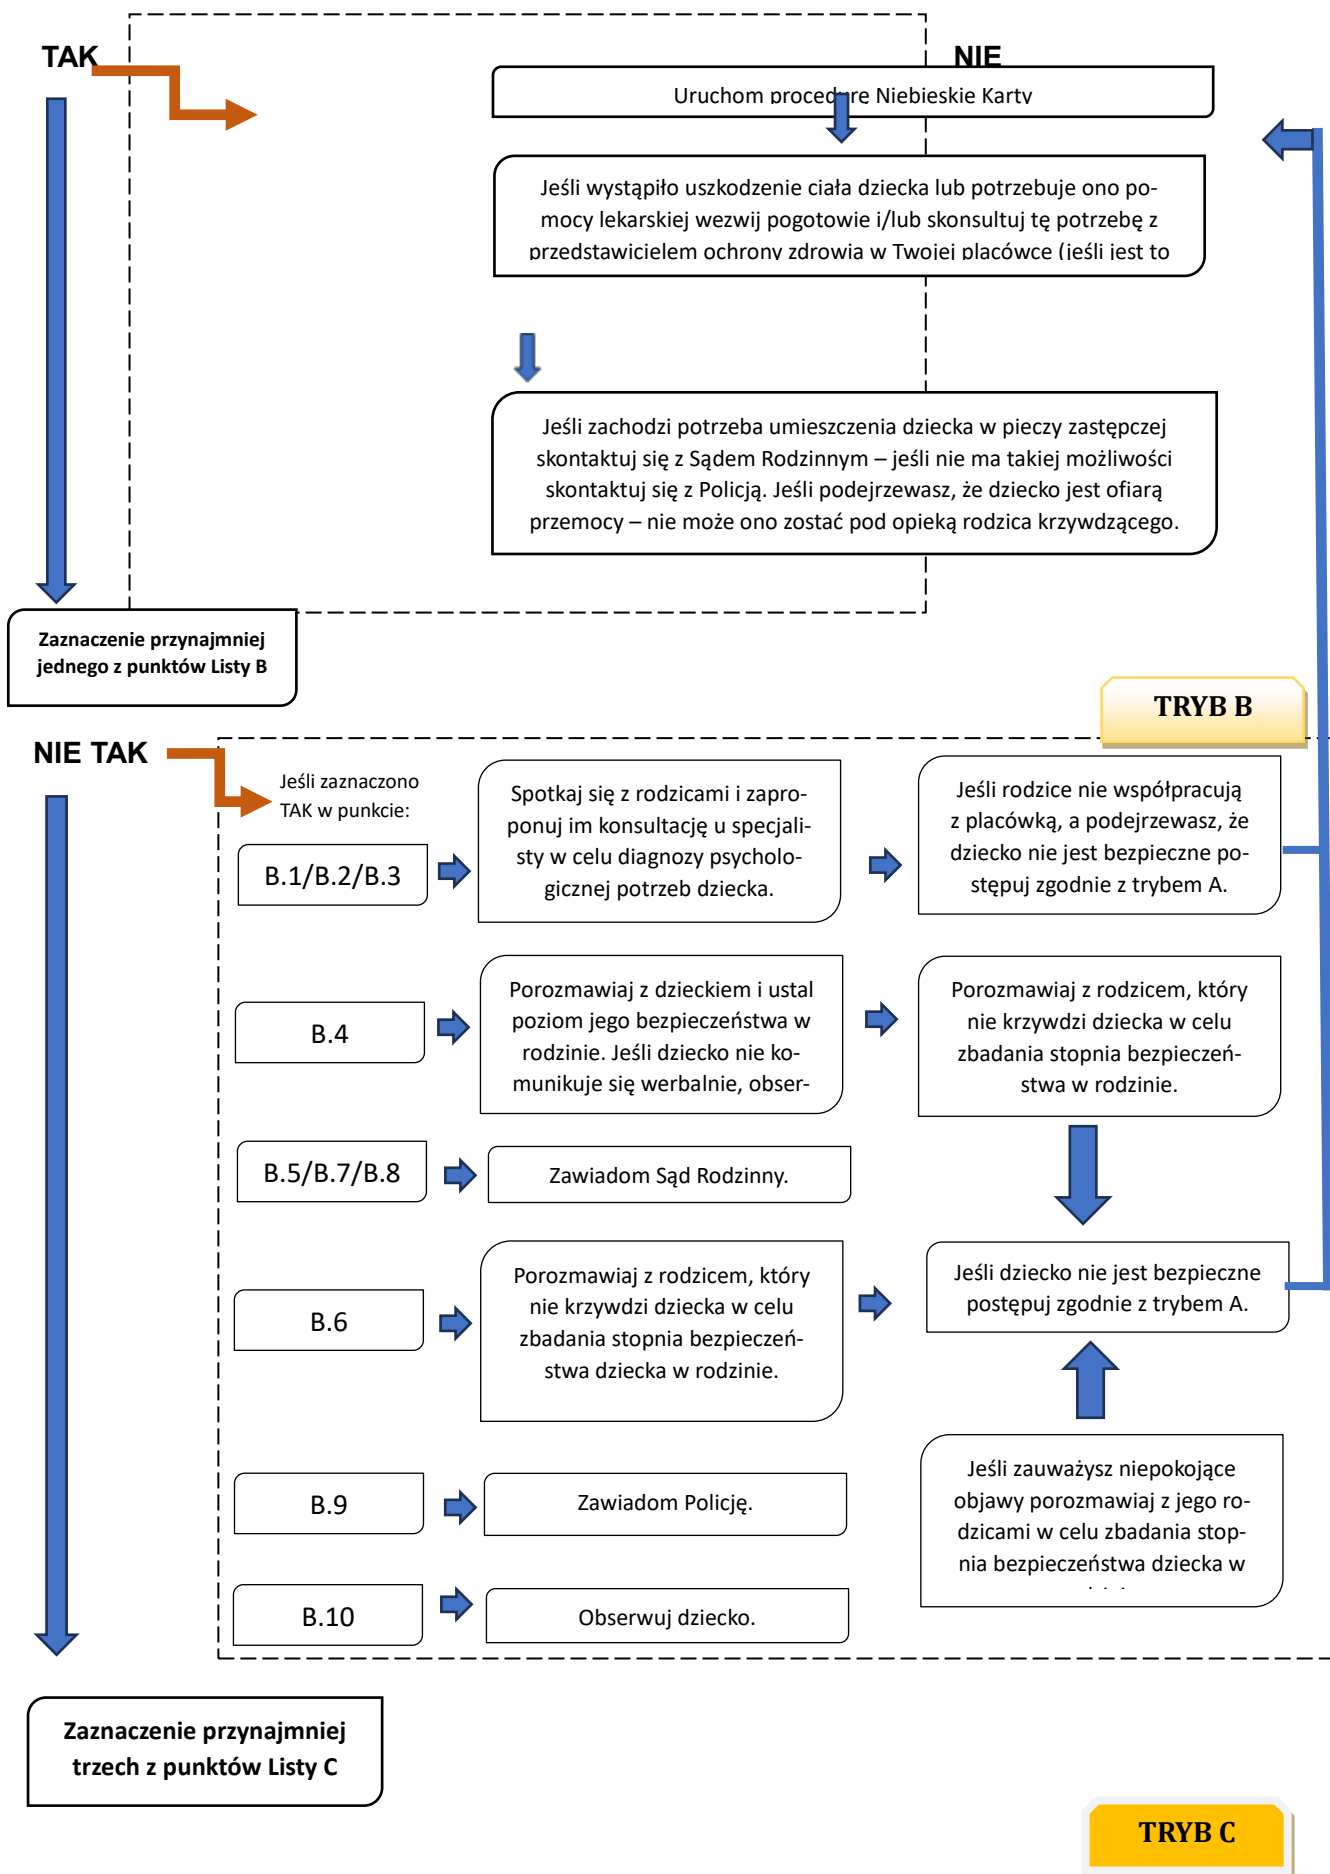 TAK
NIE
Uruchom procedurę Niebieskie Karty
Jeśli wystąpiło uszkodzenie ciała dziecka lub potrzebuje ono po-
mocy lekarskiej wezwij pogotowie i/lub skonsultuj tę potrzebę z
przedstawicielem ochrony zdrowia w Twojej placówce (jeśli jest to
Jeśli zachodzi potrzeba umieszczenia dziecka w pieczy zastępczej
skontaktuj się z Sądem Rodzinnym – jeśli nie ma takiej możliwości
skontaktuj się z Policją. Jeśli podejrzewasz, że dziecko jest ofiarą
przemocy – nie może ono zostać pod opieką rodzica krzywdzącego.
Zaznaczenie przynajmniej
jednego z punktów Listy B
TRYB B
NIE TAK
Jeśli zaznaczono
TAK w punkcie:
B.1/B.2/B.3
Spotkaj się z rodzicami i zapro-
ponuj im konsultację u specjali-
sty w celu diagnozy psycholo-
gicznej potrzeb dziecka.
Jeśli rodzice nie współpracują
z placówką, a podejrzewasz, że
dziecko nie jest bezpieczne po-
stępuj zgodnie z trybem A.
B.4
Porozmawiaj z dzieckiem i ustal
poziom jego bezpieczeństwa w
rodzinie. Jeśli dziecko nie ko-
munikuje się werbalnie, obser-
Porozmawiaj z rodzicem, który
nie krzywdzi dziecka w celu
zbadania stopnia bezpieczeń-
stwa w rodzinie.
B.5/B.7/B.8
Zawiadom Sąd Rodzinny.
B.6
Porozmawiaj z rodzicem, który
nie krzywdzi dziecka w celu
zbadania stopnia bezpieczeń-
stwa dziecka w rodzinie.
Jeśli dziecko nie jest bezpieczne
postępuj zgodnie z trybem A.
B.9
Zawiadom Policję.
Jeśli zauważysz niepokojące
objawy porozmawiaj z jego ro-
dzicami w celu zbadania stop-
nia bezpieczeństwa dziecka w
B.10
Obserwuj dziecko.
Zaznaczenie przynajmniej
trzech z punktów Listy C
TRYB C